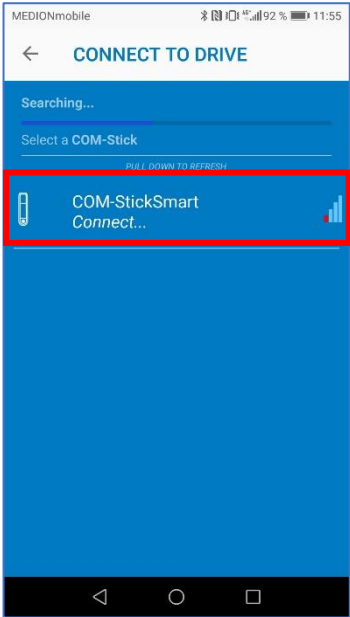 MEDIONmobile 92 % 11:55
CONNECT TO DRIVE
Searching...
Select a COM-Stick
PULL DOWN TO REFRESH
COM-StickSmart
Connect...